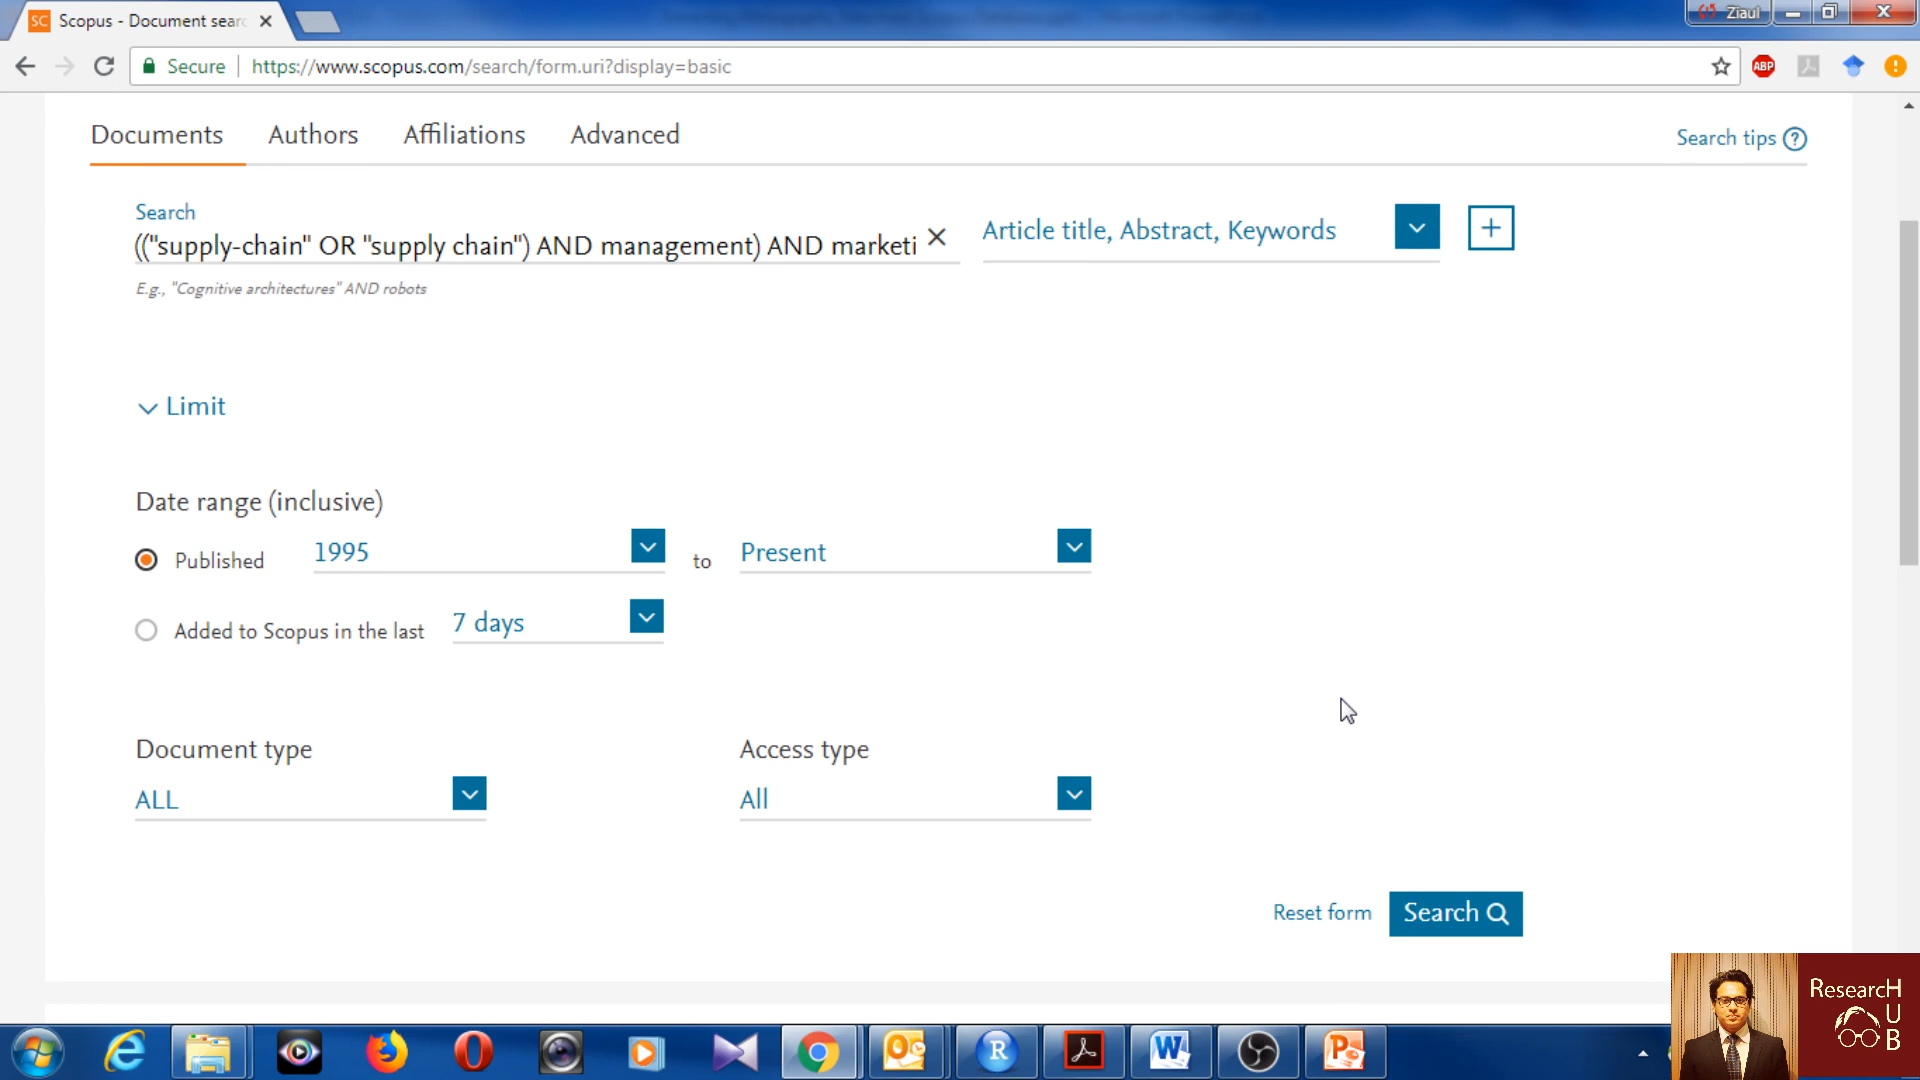 SC Scopus - Document sear
Ziaul
Secure https://www.scopus.com/search/form.uri?display=basic
ABP
Documents Authors Affiliations Advanced
Search tips ?
Search
(("supply-chain" OR "supply chain") AND management) AND marketi
Article title, Abstract, Keywords
E.g., "Cognitive architectures" AND robots
Limit
Date range (inclusive)
Published 1995 to Present
Added to Scopus in the last 7 days
Document type Access type
ALL All
Reset form Search
ResearcH
U
B